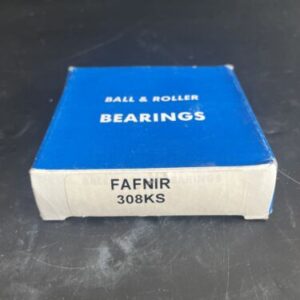 BALL & ROLLER
BEARINGS
FAFNIR
308KS